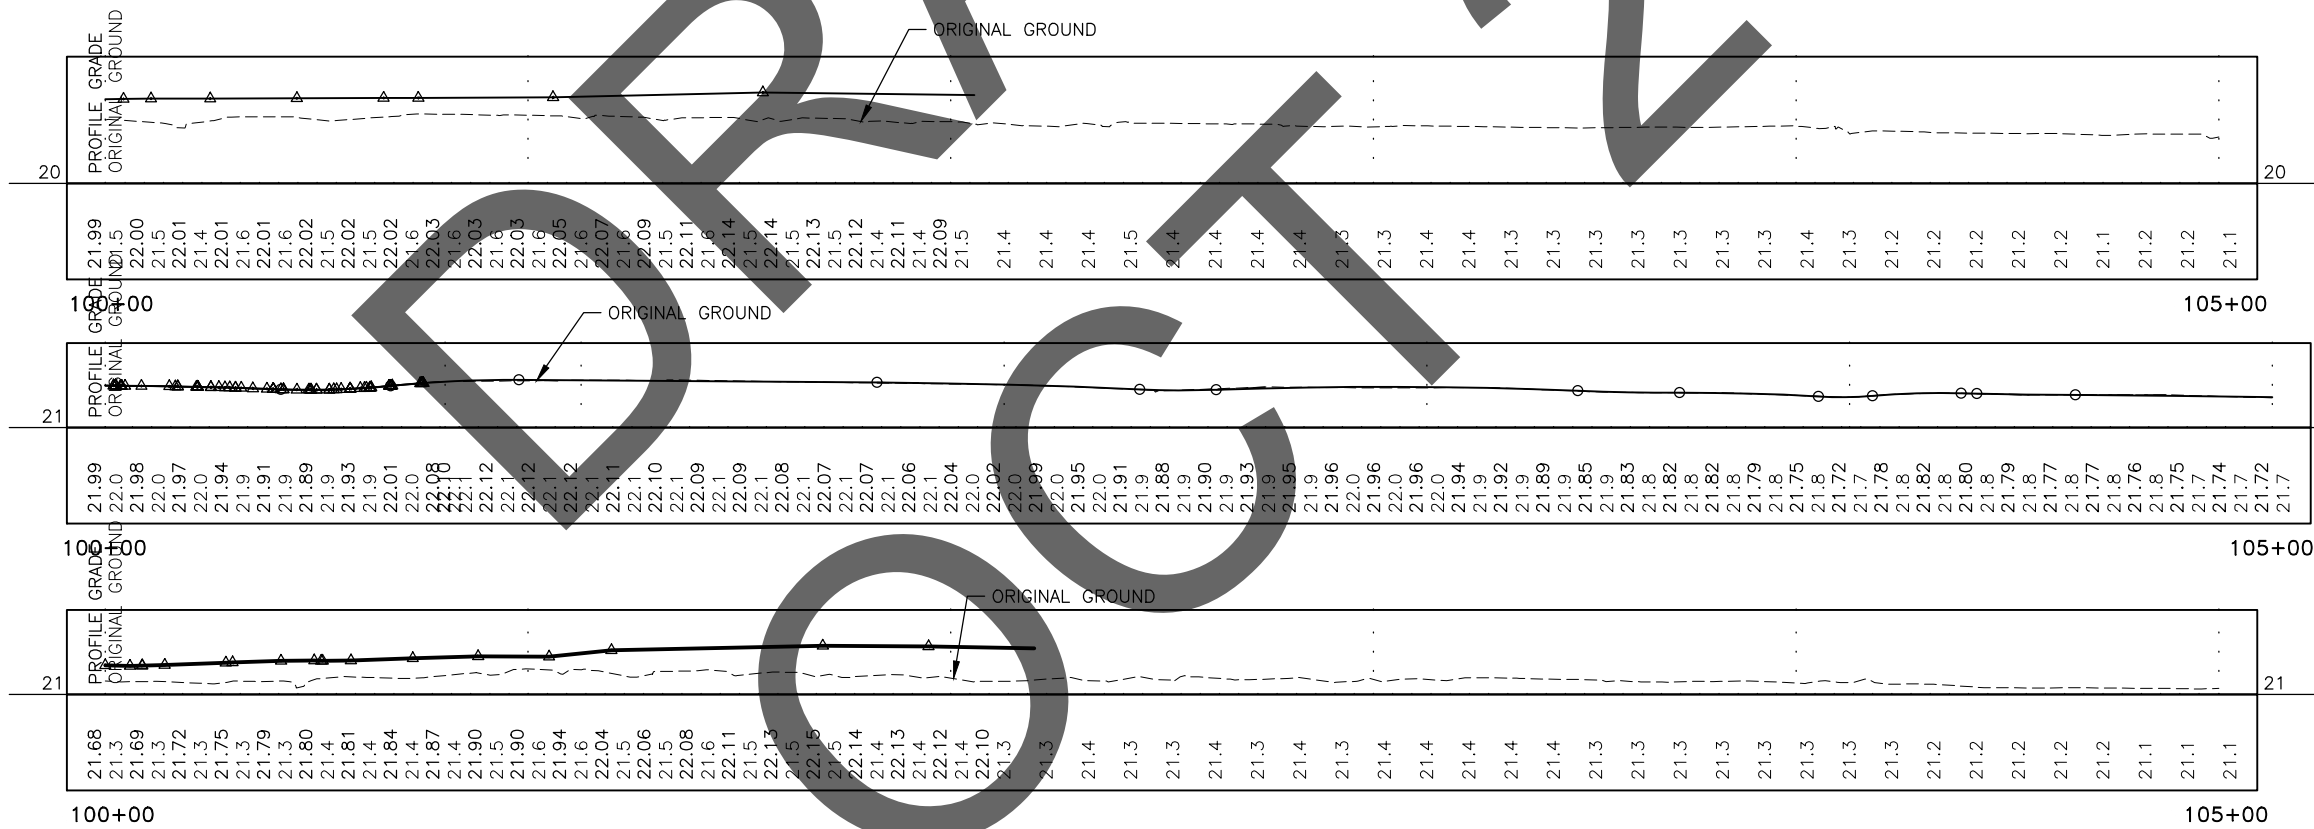 DRA
OCT 2
ORIGINAL GROUND
PROFILE GRADE
ORIGINAL GROUND
20
20
21.99 21.5 22.00 21.5 22.01 21.4 22.01 21.6 22.01 21.6 22.02 21.5 22.02 21.5 22.02 21.6 22.03 21.6 22.03 21.6 22.03 21.6 22.05 21.6 22.07 21.6 22.09 21.5 22.11 21.6 22.14 21.5 22.14 21.5 22.13 21.5 22.12 21.4 22.11 21.4 22.09 21.5 21.4 21.4 21.4 21.5 21.4 21.4 21.4 21.4 21.3 21.3 21.4 21.4 21.3 21.3 21.3 21.3 21.3 21.3 21.4 21.3 21.2 21.2 21.2 21.2 21.1 21.2 21.2 21.1
100+00
105+00
ORIGINAL GROUND
PROFILE GRADE
ORIGINAL GROUND
21
21.99 22.0 21.98 22.0 21.97 22.0 21.94 21.9 21.91 21.9 21.89 21.9 21.93 21.9 22.01 22.0 22.08 22.10 22.1 22.12 22.1 22.12 22.1 22.12 22.1 22.11 22.1 22.10 22.1 22.09 22.1 22.09 22.1 22.08 22.1 22.07 22.1 22.07 22.1 22.06 22.1 22.04 22.0 22.02 22.0 21.99 22.0 21.95 22.0 21.91 21.9 21.88 21.9 21.90 21.9 21.93 21.9 21.95 21.9 21.96 22.0 21.96 22.0 21.96 22.0 21.94 21.9 21.92 21.9 21.89 21.9 21.85 21.9 21.83 21.8 21.82 21.8 21.82 21.8 21.79 21.8 21.75 21.8 21.72 21.7 21.78 21.8 21.82 21.8 21.80 21.8 21.79 21.8 21.77 21.8 21.77 21.8 21.76 21.8 21.75 21.7 21.74 21.7 21.72 21.7
100+00
105+00
ORIGINAL GROUND
PROFILE GRADE
ORIGINAL GROUND
21
21
21.68 21.3 21.69 21.3 21.72 21.3 21.75 21.3 21.79 21.3 21.80 21.4 21.81 21.4 21.84 21.4 21.87 21.4 21.90 21.5 21.90 21.6 21.94 21.6 22.04 21.5 22.06 21.5 22.08 21.6 22.11 21.5 22.13 21.5 22.15 21.5 22.14 21.4 22.13 21.4 22.12 21.4 22.10 21.3 21.3 21.4 21.3 21.3 21.4 21.3 21.4 21.3 21.4 21.4 21.4 21.4 21.4 21.3 21.3 21.3 21.3 21.3 21.3 21.3 21.3 21.2 21.2 21.2 21.2 21.2 21.1 21.1 21.1
100+00
105+00